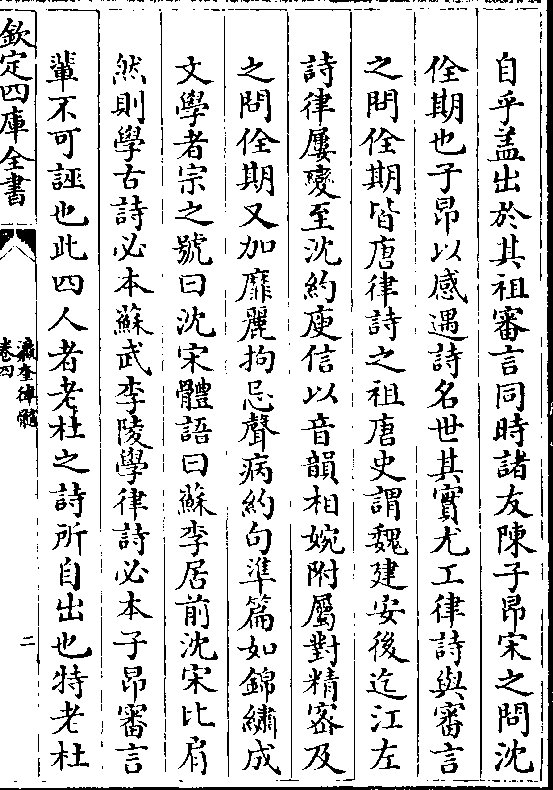 自乎盖出於其祖審言同時諸友陳子昂宋之問沈
佺期也子昂以感遇詩名世其實尤工律詩與審言
之問佺期皆唐律詩之祖唐史謂魏建安後迄江左
詩律屢變至沈約庾信以音韻相婉附屬對精宻及
之問佺期又加靡麗拘忌聲病約句準篇如錦繡成
文學者宗之號曰沈宋體語曰蘇李居前沈宋比肩
然則學古詩必本蘇武李陵學律詩必本子昂審言
輩不可誣也此四人者老杜之詩所自出也特老杜
欽定四庫全書
瀛奎律髓
卷四
二